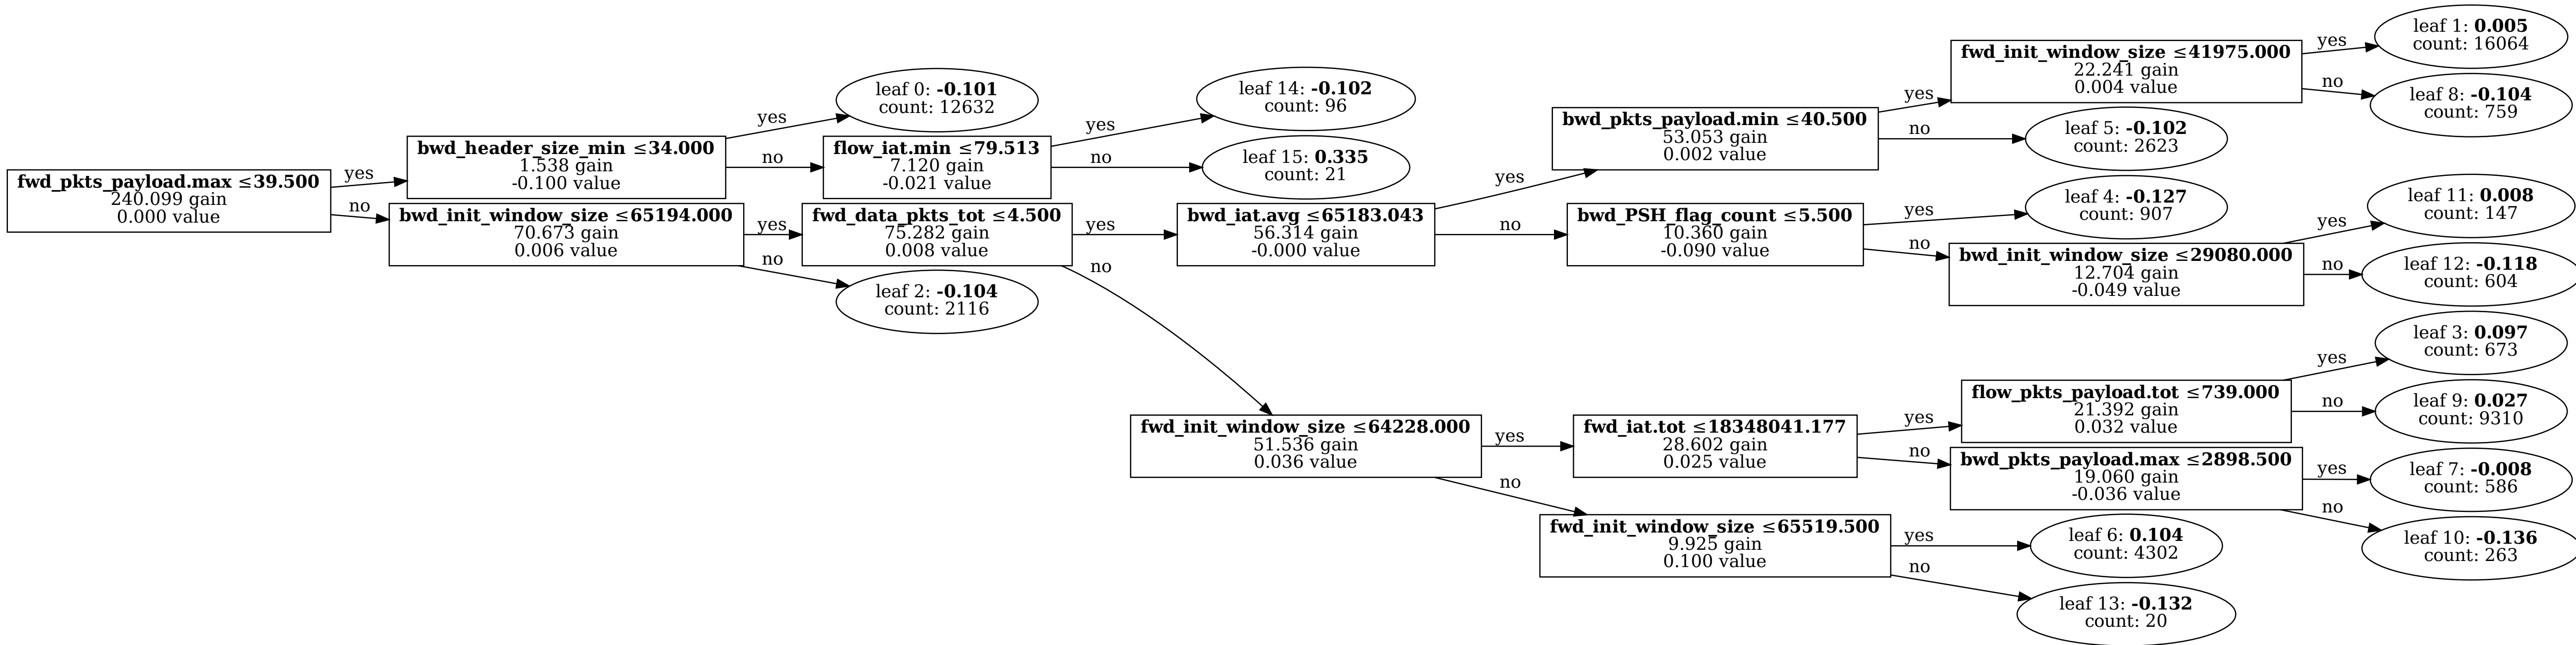 fwd_pkts_payload.max ≤39.500
240.099 gain
0.000 value
yes
no
bwd_header_size_min ≤34.000
1.538 gain
-0.100 value
yes
no
bwd_init_window_size ≤65194.000
70.673 gain
0.006 value
yes
no
leaf 0: -0.101
count: 12632
flow_iat.min ≤79.513
7.120 gain
-0.021 value
yes
no
fwd_data_pkts_tot ≤4.500
75.282 gain
0.008 value
yes
no
leaf 2: -0.104
count: 2116
leaf 14: -0.102
count: 96
leaf 15: 0.335
count: 21
bwd_iat.avg ≤65183.043
56.314 gain
-0.000 value
yes
no
fwd_init_window_size ≤64228.000
51.536 gain
0.036 value
yes
no
bwd_pkts_payload.min ≤40.500
53.053 gain
0.002 value
yes
no
bwd_PSH_flag_count ≤5.500
10.360 gain
-0.090 value
yes
no
fwd_iat.tot ≤18348041.177
28.602 gain
0.025 value
yes
no
fwd_init_window_size ≤65519.500
9.925 gain
0.100 value
yes
no
fwd_init_window_size ≤41975.000
22.241 gain
0.004 value
yes
no
leaf 5: -0.102
count: 2623
leaf 4: -0.127
count: 907
bwd_init_window_size ≤29080.000
12.704 gain
-0.049 value
yes
no
flow_pkts_payload.tot ≤739.000
21.392 gain
0.032 value
yes
no
bwd_pkts_payload.max ≤2898.500
19.060 gain
-0.036 value
yes
no
leaf 6: 0.104
count: 4302
leaf 13: -0.132
count: 20
leaf 1: 0.005
count: 16064
leaf 8: -0.104
count: 759
leaf 11: 0.008
count: 147
leaf 12: -0.118
count: 604
leaf 3: 0.097
count: 673
leaf 9: 0.027
count: 9310
leaf 7: -0.008
count: 586
leaf 10: -0.136
count: 263